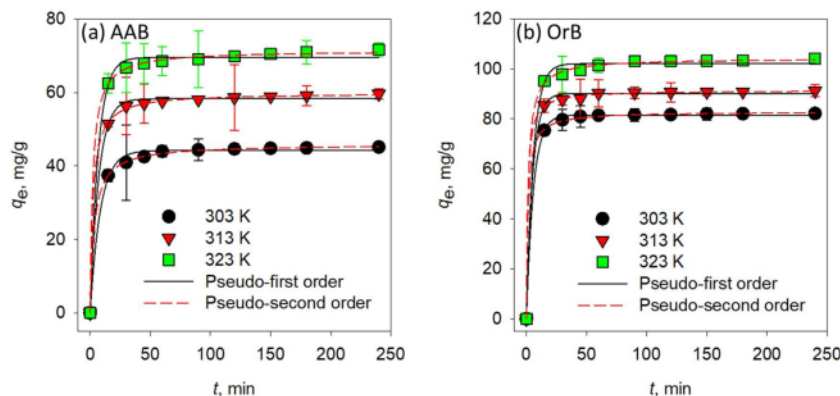 (a) AAB
80
60
40
20
0
qe, mg/g
303 K
313 K
323 K
Pseudo-first order
Pseudo-second order
0 50 100 150 200 250
t, min
(b) OrB
120
100
80
60
40
20
0
qe, mg/g
303 K
313 K
323 K
Pseudo-first order
Pseudo-second order
0 50 100 150 200 250
t, min